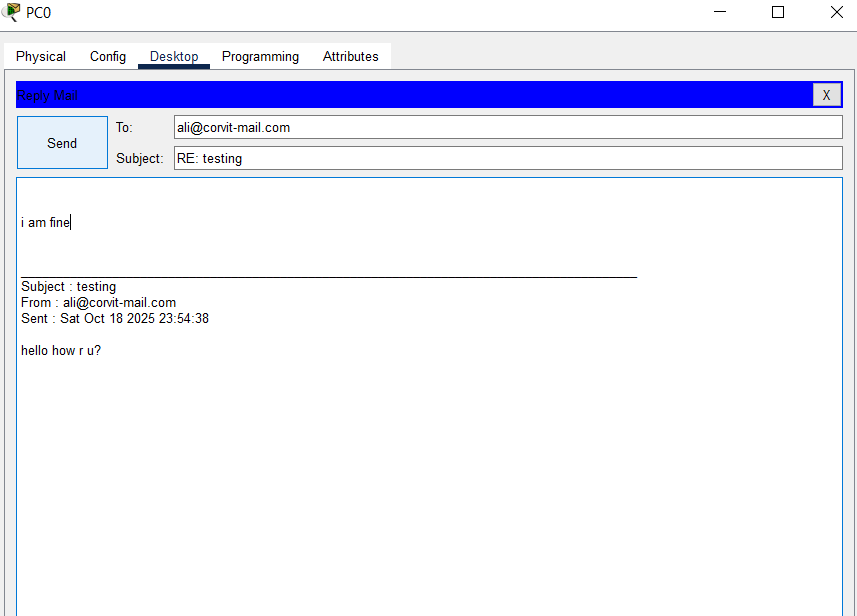 PC0
Physical Config Desktop Programming Attributes
Reply Mail X
Send
To: ali@corvit-mail.com
Subject: RE: testing
i am fine
Subject : testing
From : ali@corvit-mail.com
Sent : Sat Oct 18 2025 23:54:38
hello how r u?